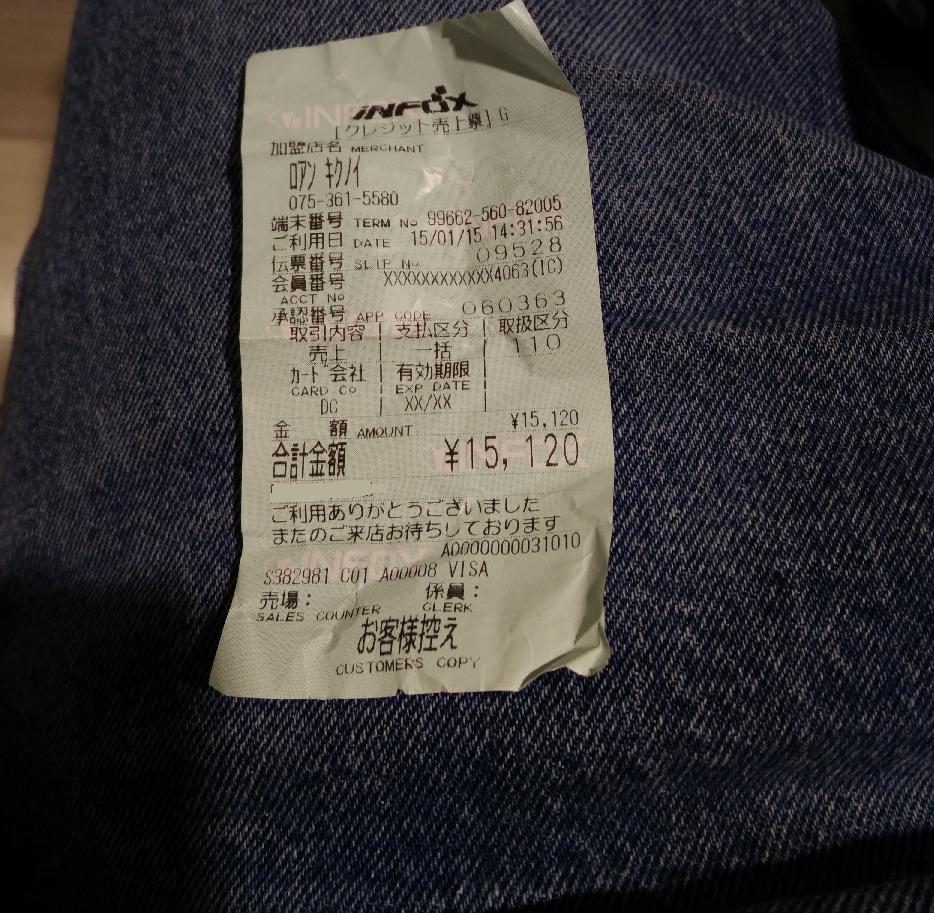 INFOX
[クレジット売上票] G
加盟店名 MERCHANT
ロアン キクノイ
075-361-5580
端末番号 TERM No 99662-560-82005
ご利用日 DATE 15/01/15 14:31:56
伝票番号 SLIP No 09528
会員番号 XXXXXXXXXXXX4063(IC)
ACCT No
承認番号 APP CODE 060363
取引内容 支払区分 取扱区分
売上 一括 110
カード会社 有効期限
CARD Co EXP DATE
DC XX/XX
金 額 AMOUNT ¥15,120
合計金額 ¥15,120
ご利用ありがとうございました
またのご来店お待ちしております
A0000000031010
S382981 C01 A00008 VISA
売場: 係員:
SALES COUNTER CLERK
お客様控え
CUSTOMERS COPY